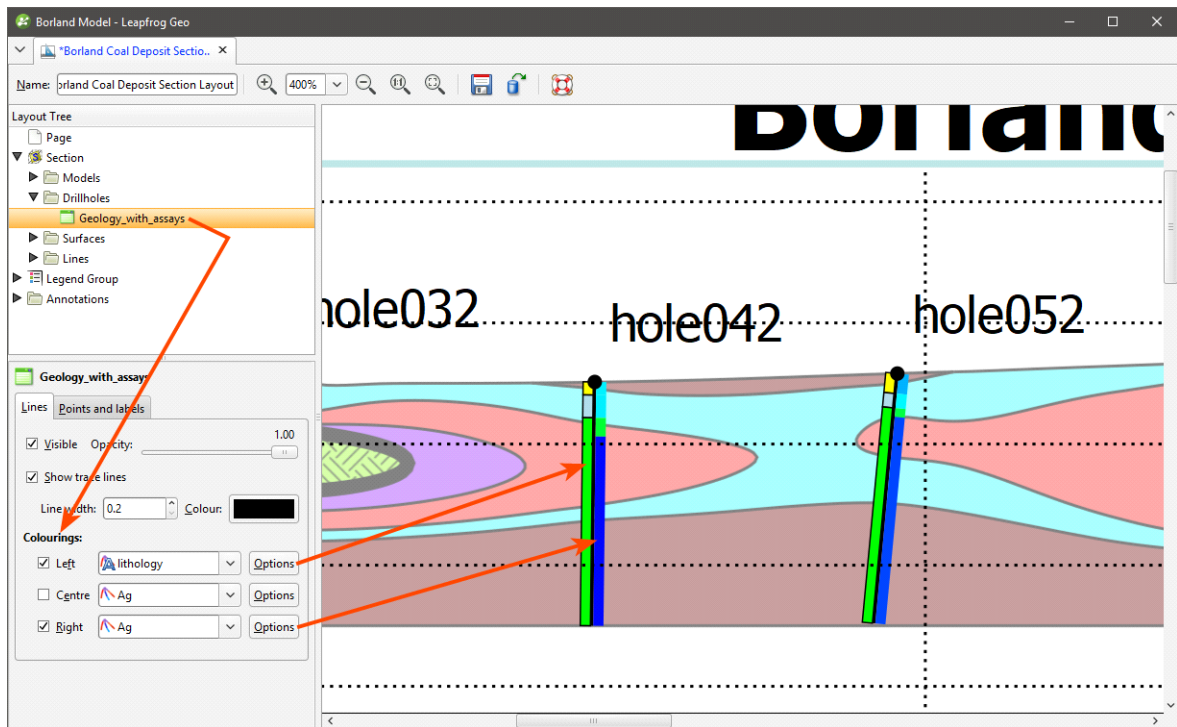 Borland Model - Leapfrog Geo
*Borland Coal Deposit Sectio..
Name: orland Coal Deposit Section Layout 400%
Layout Tree
Page
Section
Models
Drillholes
Geology_with_assays
Surfaces
Lines
Legend Group
Annotations
Geology_with_assays
Lines Points and labels
Visible Opacity: 1.00
Show trace lines
Line width: 0.2 Colour:
Colourings:
Left lithology Options
Centre Ag Options
Right Ag Options
Borland
hole032
hole042
hole052